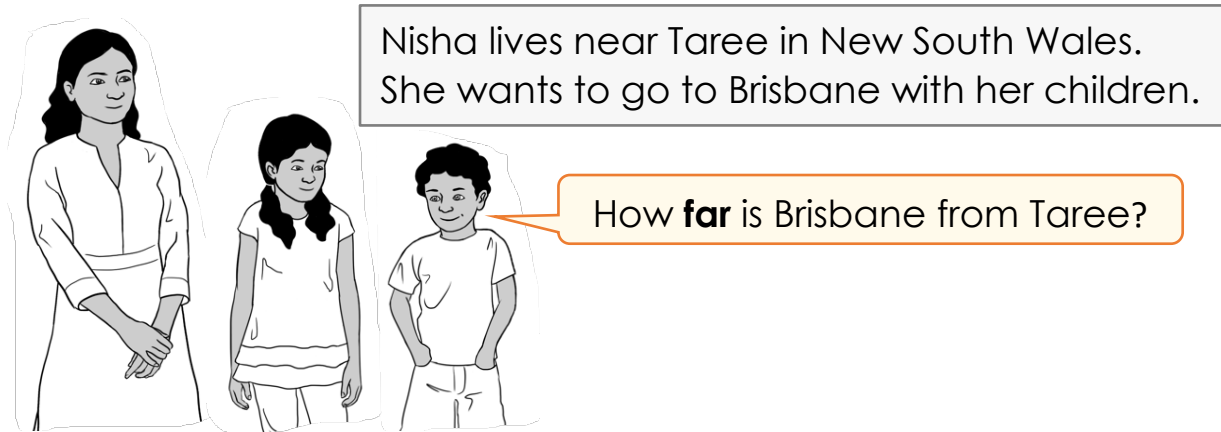 Nisha lives near Taree in New South Wales.
She wants to go to Brisbane with her children.
How far is Brisbane from Taree?